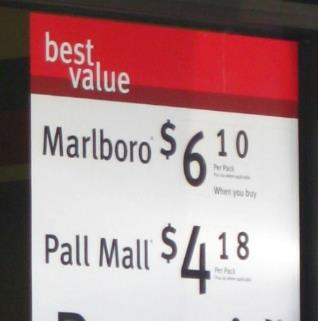 best
value
Marlboro $6 10
Per Pack
When you buy
Pall Mall $4 18
Per Pack